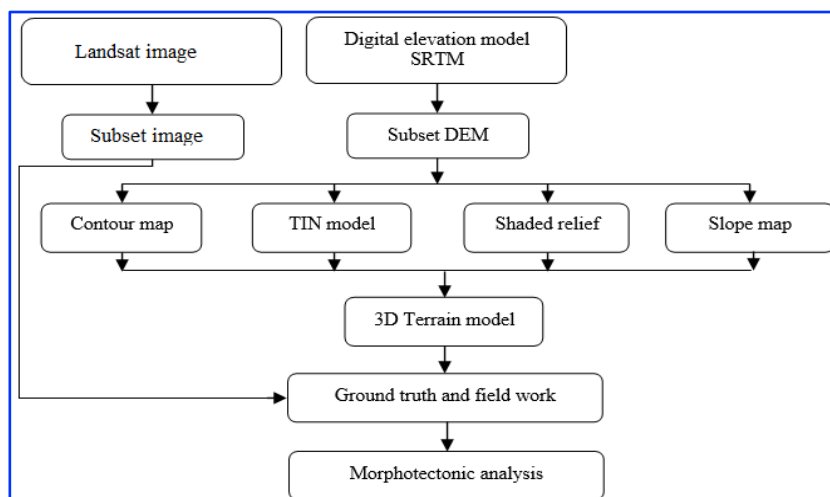 Landsat image
Digital elevation model
SRTM
Subset image
Subset DEM
Contour map
TIN model
Shaded relief
Slope map
3D Terrain model
Ground truth and field work
Morphotectonic analysis